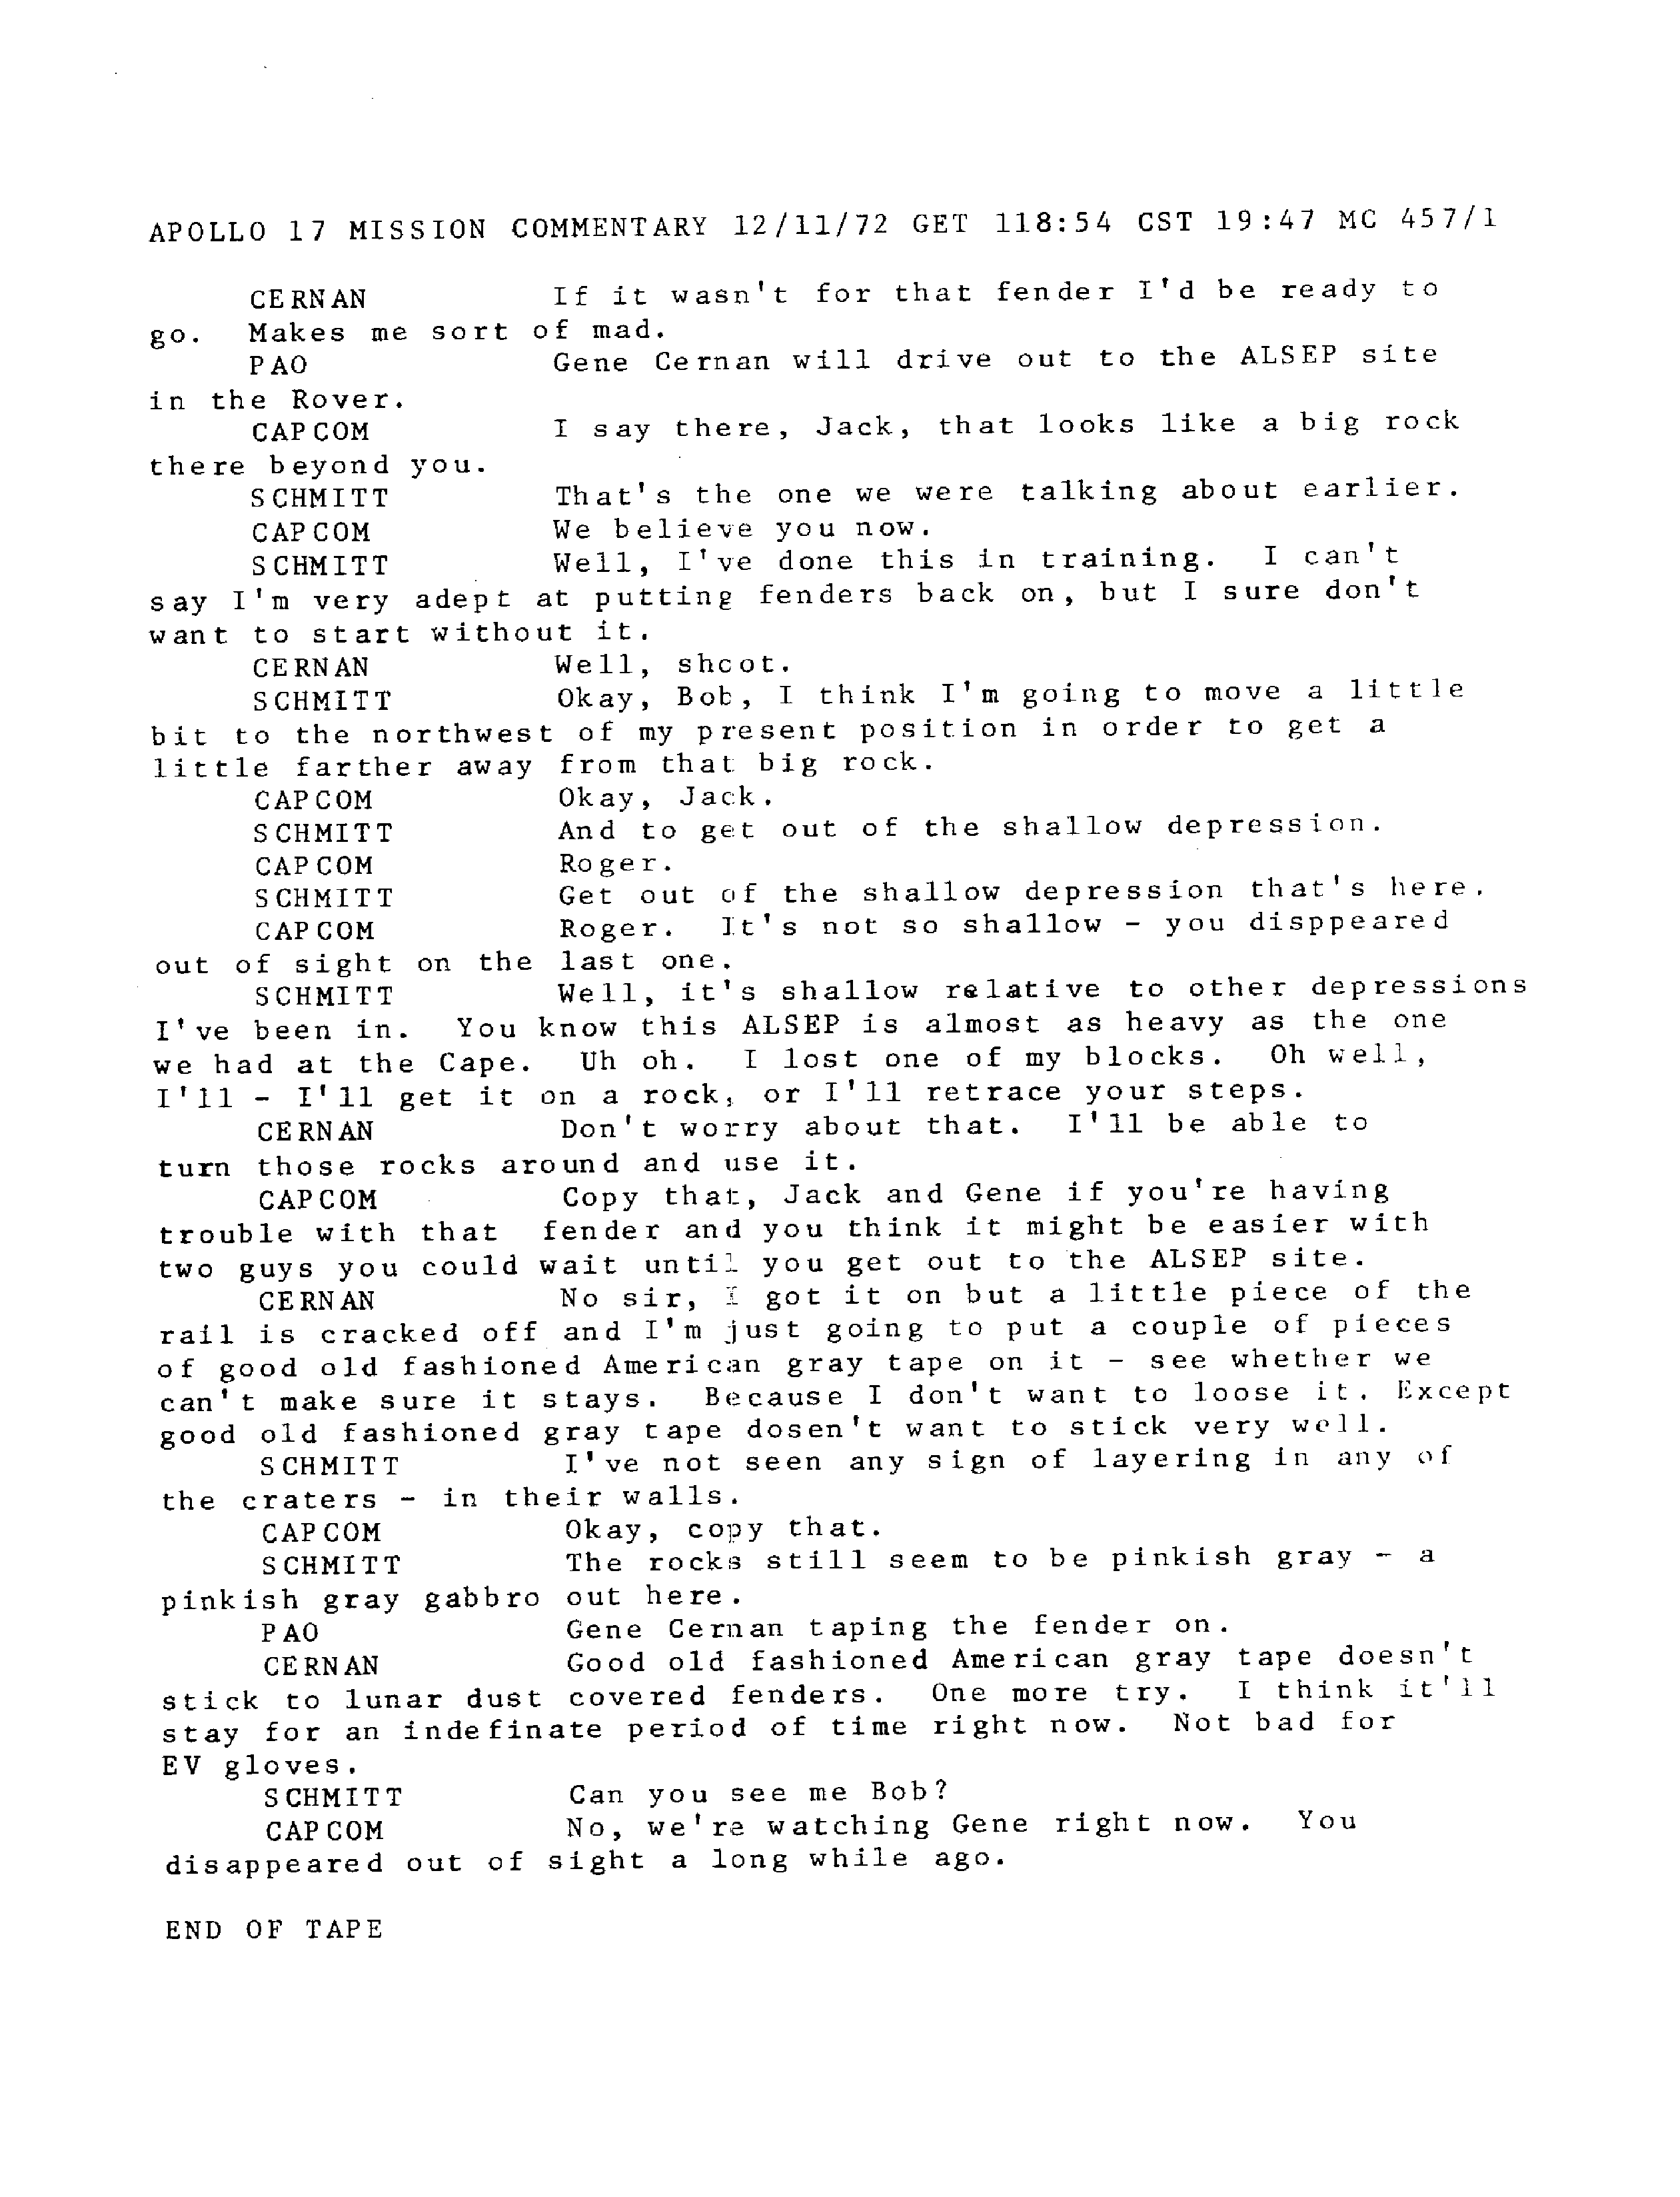 APOLLO 17 MISSION COMMENTARY 12/11/72 GET 118:54 CST 19:47 MC 457/1
CERNAN If it wasn't for that fender I'd be ready to
go. Makes me sort of mad.
PAO Gene Cernan will drive out to the ALSEP site
in the Rover.
CAPCOM I say there, Jack, that looks like a big rock
there beyond you.
SCHMITT That's the one we were talking about earlier.
CAPCOM We believe you now.
SCHMITT Well, I've done this in training. I can't
say I'm very adept at putting fenders back on, but I sure don't
want to start without it.
CERNAN Well, shoot.
SCHMITT Okay, Bob, I think I'm going to move a little
bit to the northwest of my present position in order to get a
little farther away from that big rock.
CAPCOM Okay, Jack.
SCHMITT And to get out of the shallow depression.
CAPCOM Roger.
SCHMITT Get out of the shallow depression that's here.
CAPCOM Roger. It's not so shallow - you disppeared
out of sight on the last one.
SCHMITT Well, it's shallow relative to other depressions
I've been in. You know this ALSEP is almost as heavy as the one
we had at the Cape. Uh oh. I lost one of my blocks. Oh well,
I'll - I'll get it on a rock, or I'll retrace your steps.
CERNAN Don't worry about that. I'll be able to
turn those rocks around and use it.
CAPCOM Copy that, Jack and Gene if you're having
trouble with that fender and you think it might be easier with
two guys you could wait until you get out to the ALSEP site.
CERNAN No sir, I got it on but a little piece of the
rail is cracked off and I'm just going to put a couple of pieces
of good old fashioned American gray tape on it - see whether we
can't make sure it stays. Because I don't want to loose it. Except
good old fashioned gray tape dosen't want to stick very well.
SCHMITT I've not seen any sign of layering in any of
the craters - in their walls.
CAPCOM Okay, copy that.
SCHMITT The rocks still seem to be pinkish gray - a
pinkish gray gabbro out here.
PAO Gene Cernan taping the fender on.
CERNAN Good old fashioned American gray tape doesn't
stick to lunar dust covered fenders. One more try. I think it'll
stay for an indefinate period of time right now. Not bad for
EV gloves.
SCHMITT Can you see me Bob?
CAPCOM No, we're watching Gene right now. You
disappeared out of sight a long while ago.
END OF TAPE